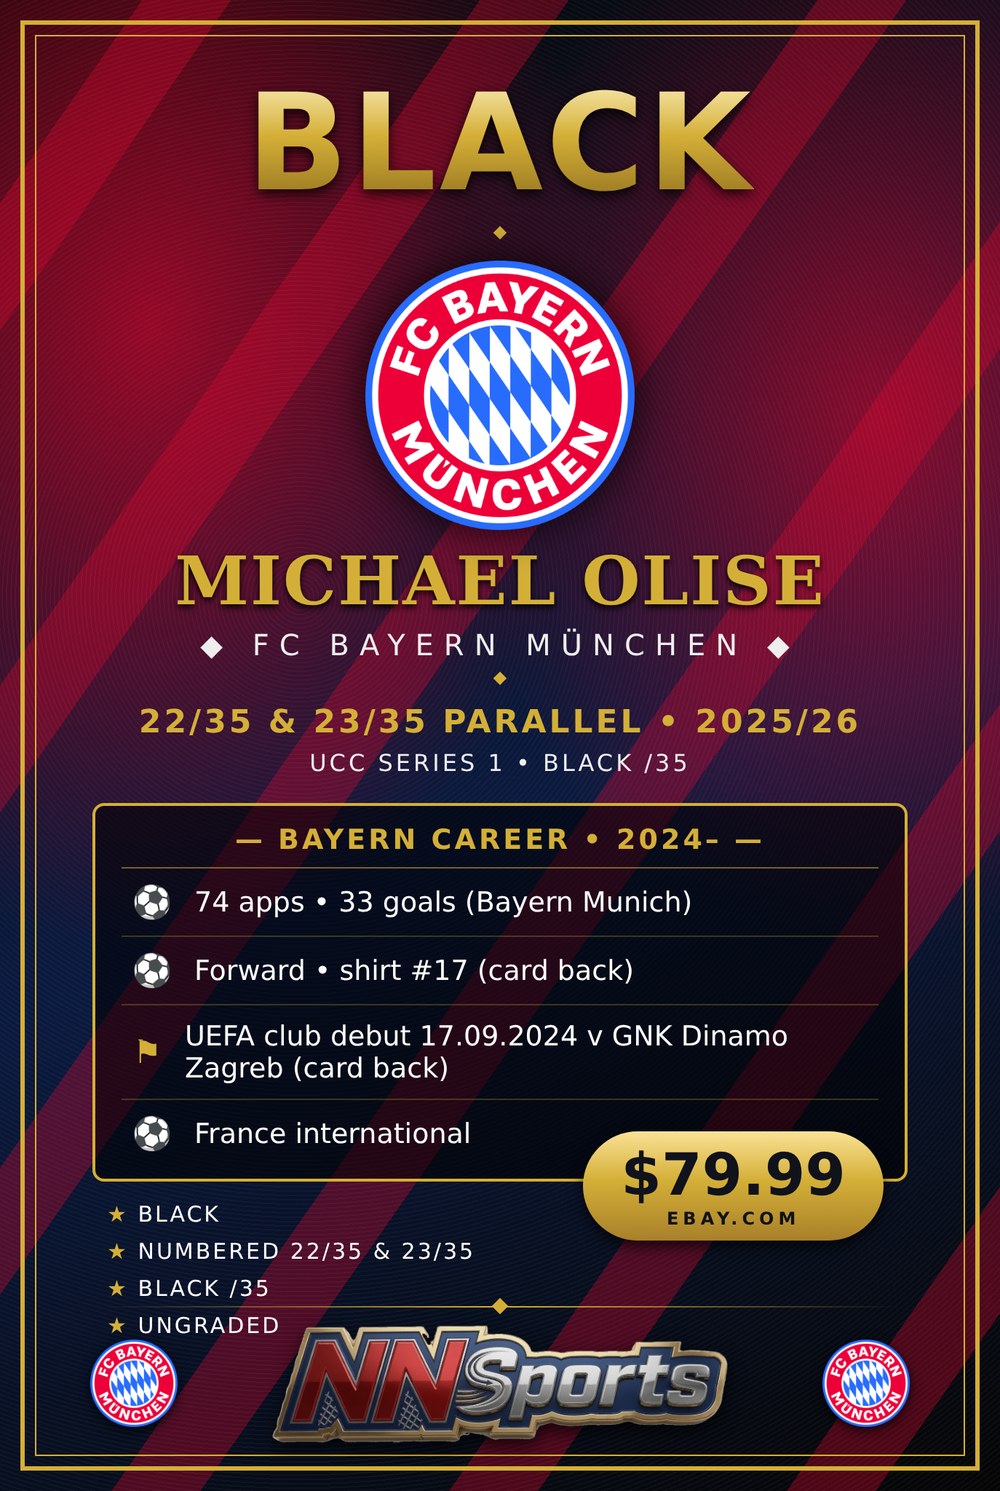 BLACK
FC BAYERN
MÜNCHEN
MICHAEL OLISE
◆ FC BAYERN MÜNCHEN ◆
22/35 & 23/35 PARALLEL • 2025/26
UCC SERIES 1 • BLACK /35
— BAYERN CAREER • 2024– —
74 apps • 33 goals (Bayern Munich)
Forward • shirt #17 (card back)
UEFA club debut 17.09.2024 v GNK Dinamo
Zagreb (card back)
France international
$79.99
EBAY.COM
★ BLACK
★ NUMBERED 22/35 & 23/35
★ BLACK /35
★ UNGRADED
FC BAYERN
MÜNCHEN
NNSports
FC BAYERN
MÜNCHEN